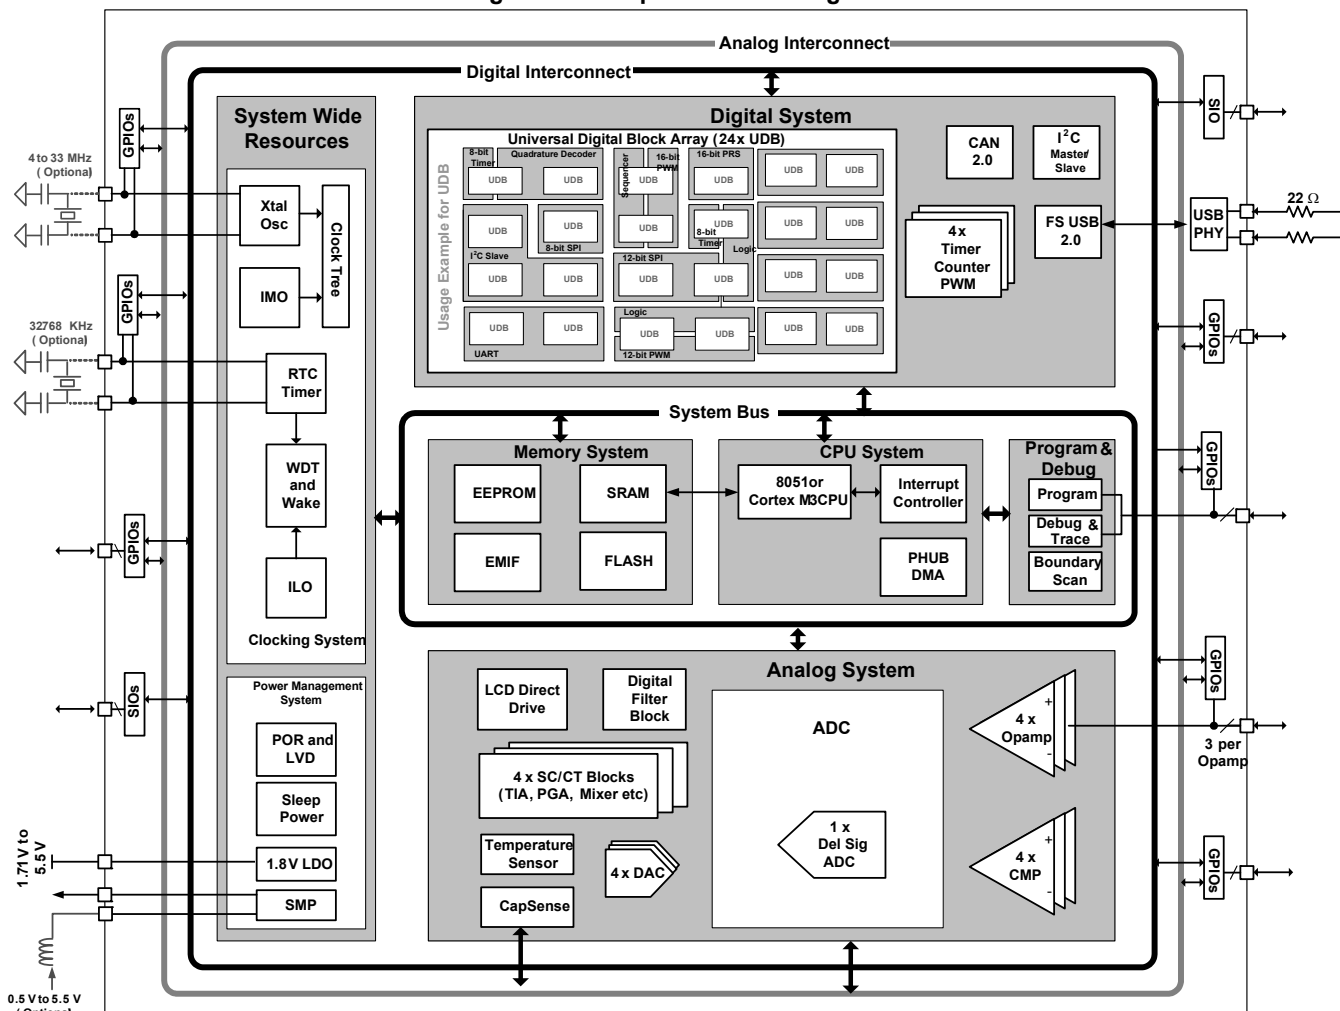 Analog Interconnect
Digital Interconnect
System Wide
Resources
Digital System
Universal Digital Block Array (24x UDB)
Usage Example for UDB
8-bit
Timer
Quadrature Decoder
Sequencer
16-bit
PWM
16-bit PRS
UDB
UDB
UDB
UDB
UDB
UDB
UDB
UDB
UDB
UDB
8-bit
Timer
UDB
UDB
I²C Slave
8-bit SPI
12-bit SPI
Logic
UDB
UDB
UDB
UDB
UDB
UDB
Logic
UDB
UDB
UDB
UDB
UDB
UDB
UART
12-bit PWM
CAN
2.0
I²C
Master/
Slave
4x
Timer
Counter
PWM
FS USB
2.0
USB
PHY
22 Ω
SIO
GPIOs
GPIOs
GPIOs
GPIOs
4 to 33 MHz
( Optional)
GPIOs
Xtal
Osc
Clock Tree
IMO
32768 KHz
( Optional)
GPIOs
RTC
Timer
WDT
and
Wake
ILO
Clocking System
GPIOs
SIOs
Power Management
System
POR and
LVD
Sleep
Power
1.8V LDO
SMP
1.71V to
5.5 V
0.5 V to 5.5 V
( Optional)
System Bus
Memory System
EEPROM
SRAM
EMIF
FLASH
CPU System
8051or
Cortex M3CPU
Interrupt
Controller
PHUB
DMA
Program &
Debug
Program
Debug &
Trace
Boundary
Scan
Analog System
LCD Direct
Drive
Digital
Filter
Block
4 x SC/CT Blocks
(TIA, PGA, Mixer etc)
Temperature
Sensor
4 x DAC
CapSense
ADC
1 x
Del Sig
ADC
4 x
Opamp
+
-
4 x
CMP
+
-
3 per
Opamp